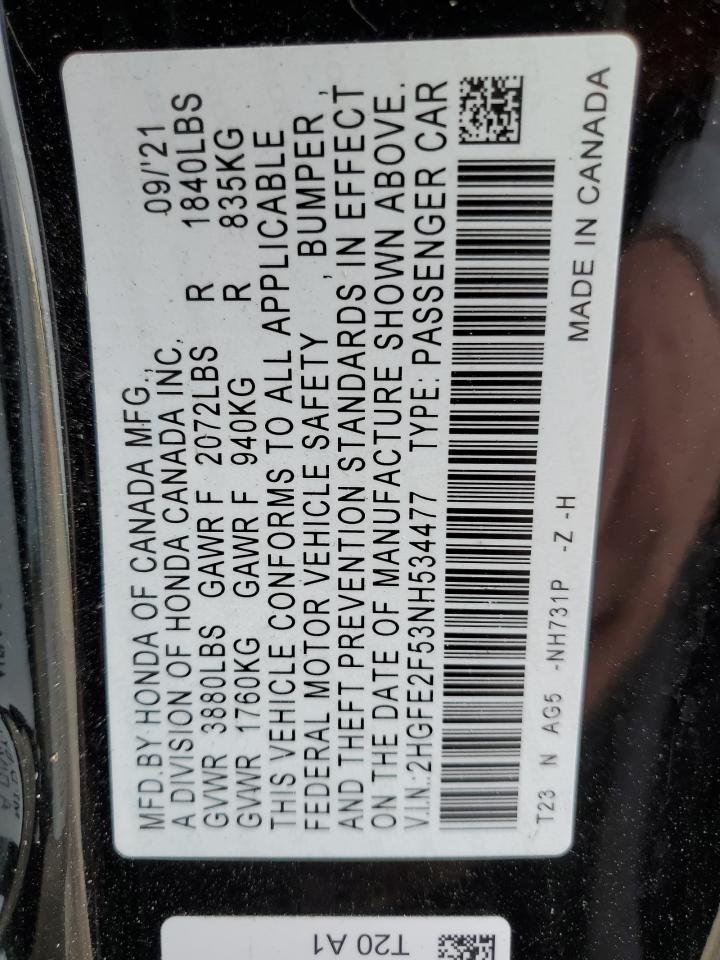 MFD.BY HONDA OF CANADA MFG., 09/'21
A DIVISION OF HONDA CANADA INC.
GVWR 3880LBS GAWR F 2072LBS R 1840LBS
GVWR 1760KG GAWR F 940KG R 835KG
THIS VEHICLE CONFORMS TO ALL APPLICABLE
FEDERAL MOTOR VEHICLE SAFETY , BUMPER ,
AND THEFT PREVENTION STANDARDS IN EFFECT
ON THE DATE OF MANUFACTURE SHOWN ABOVE.
V.I.N.:2HGFE2F53NH534477 TYPE: PASSENGER CAR
MADE IN CANADA
T23 N AG5 -NH731P -Z -H
T20 A1